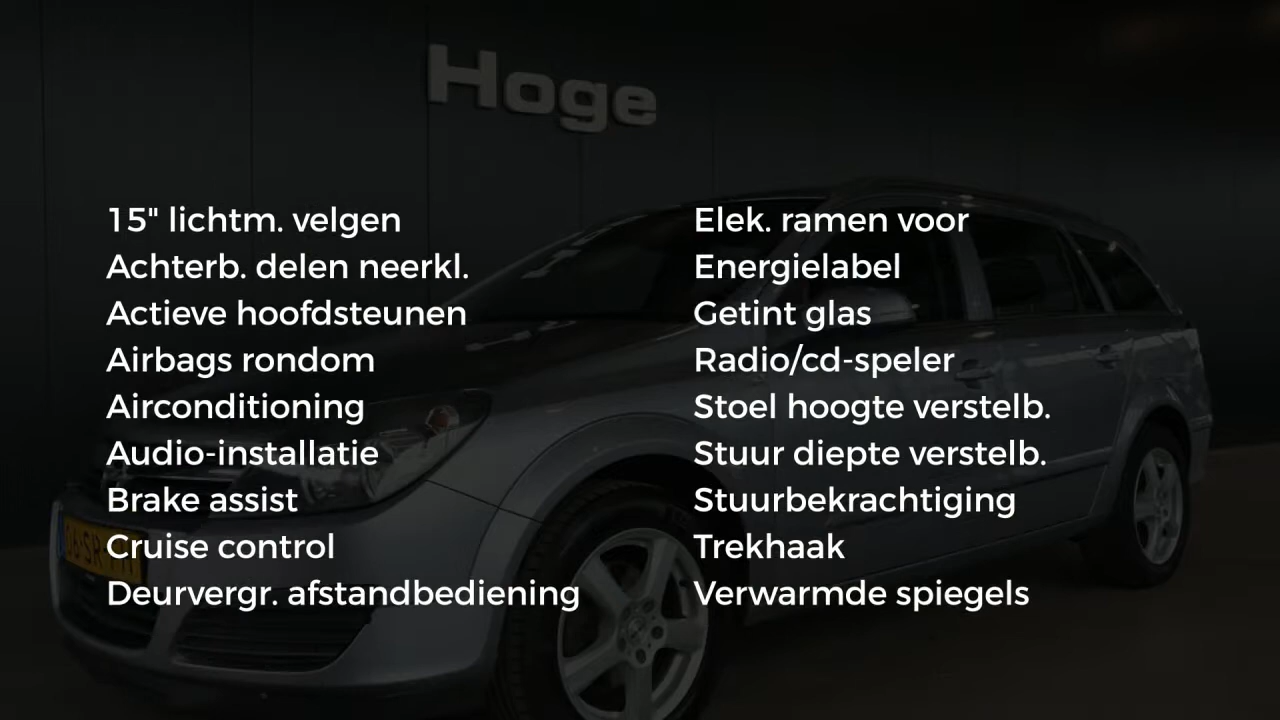 Hoge
15" lichtm. velgen
Achterb. delen neerkl.
Actieve hoofdsteunen
Airbags rondom
Airconditioning
Audio-installatie
Brake assist
Cruise control
Deurvergr. afstandbediening
Elek. ramen voor
Energielabel
Getint glas
Radio/cd-speler
Stoel hoogte verstelb.
Stuur diepte verstelb.
Stuurbekrachtiging
Trekhaak
Verwarmde spiegels